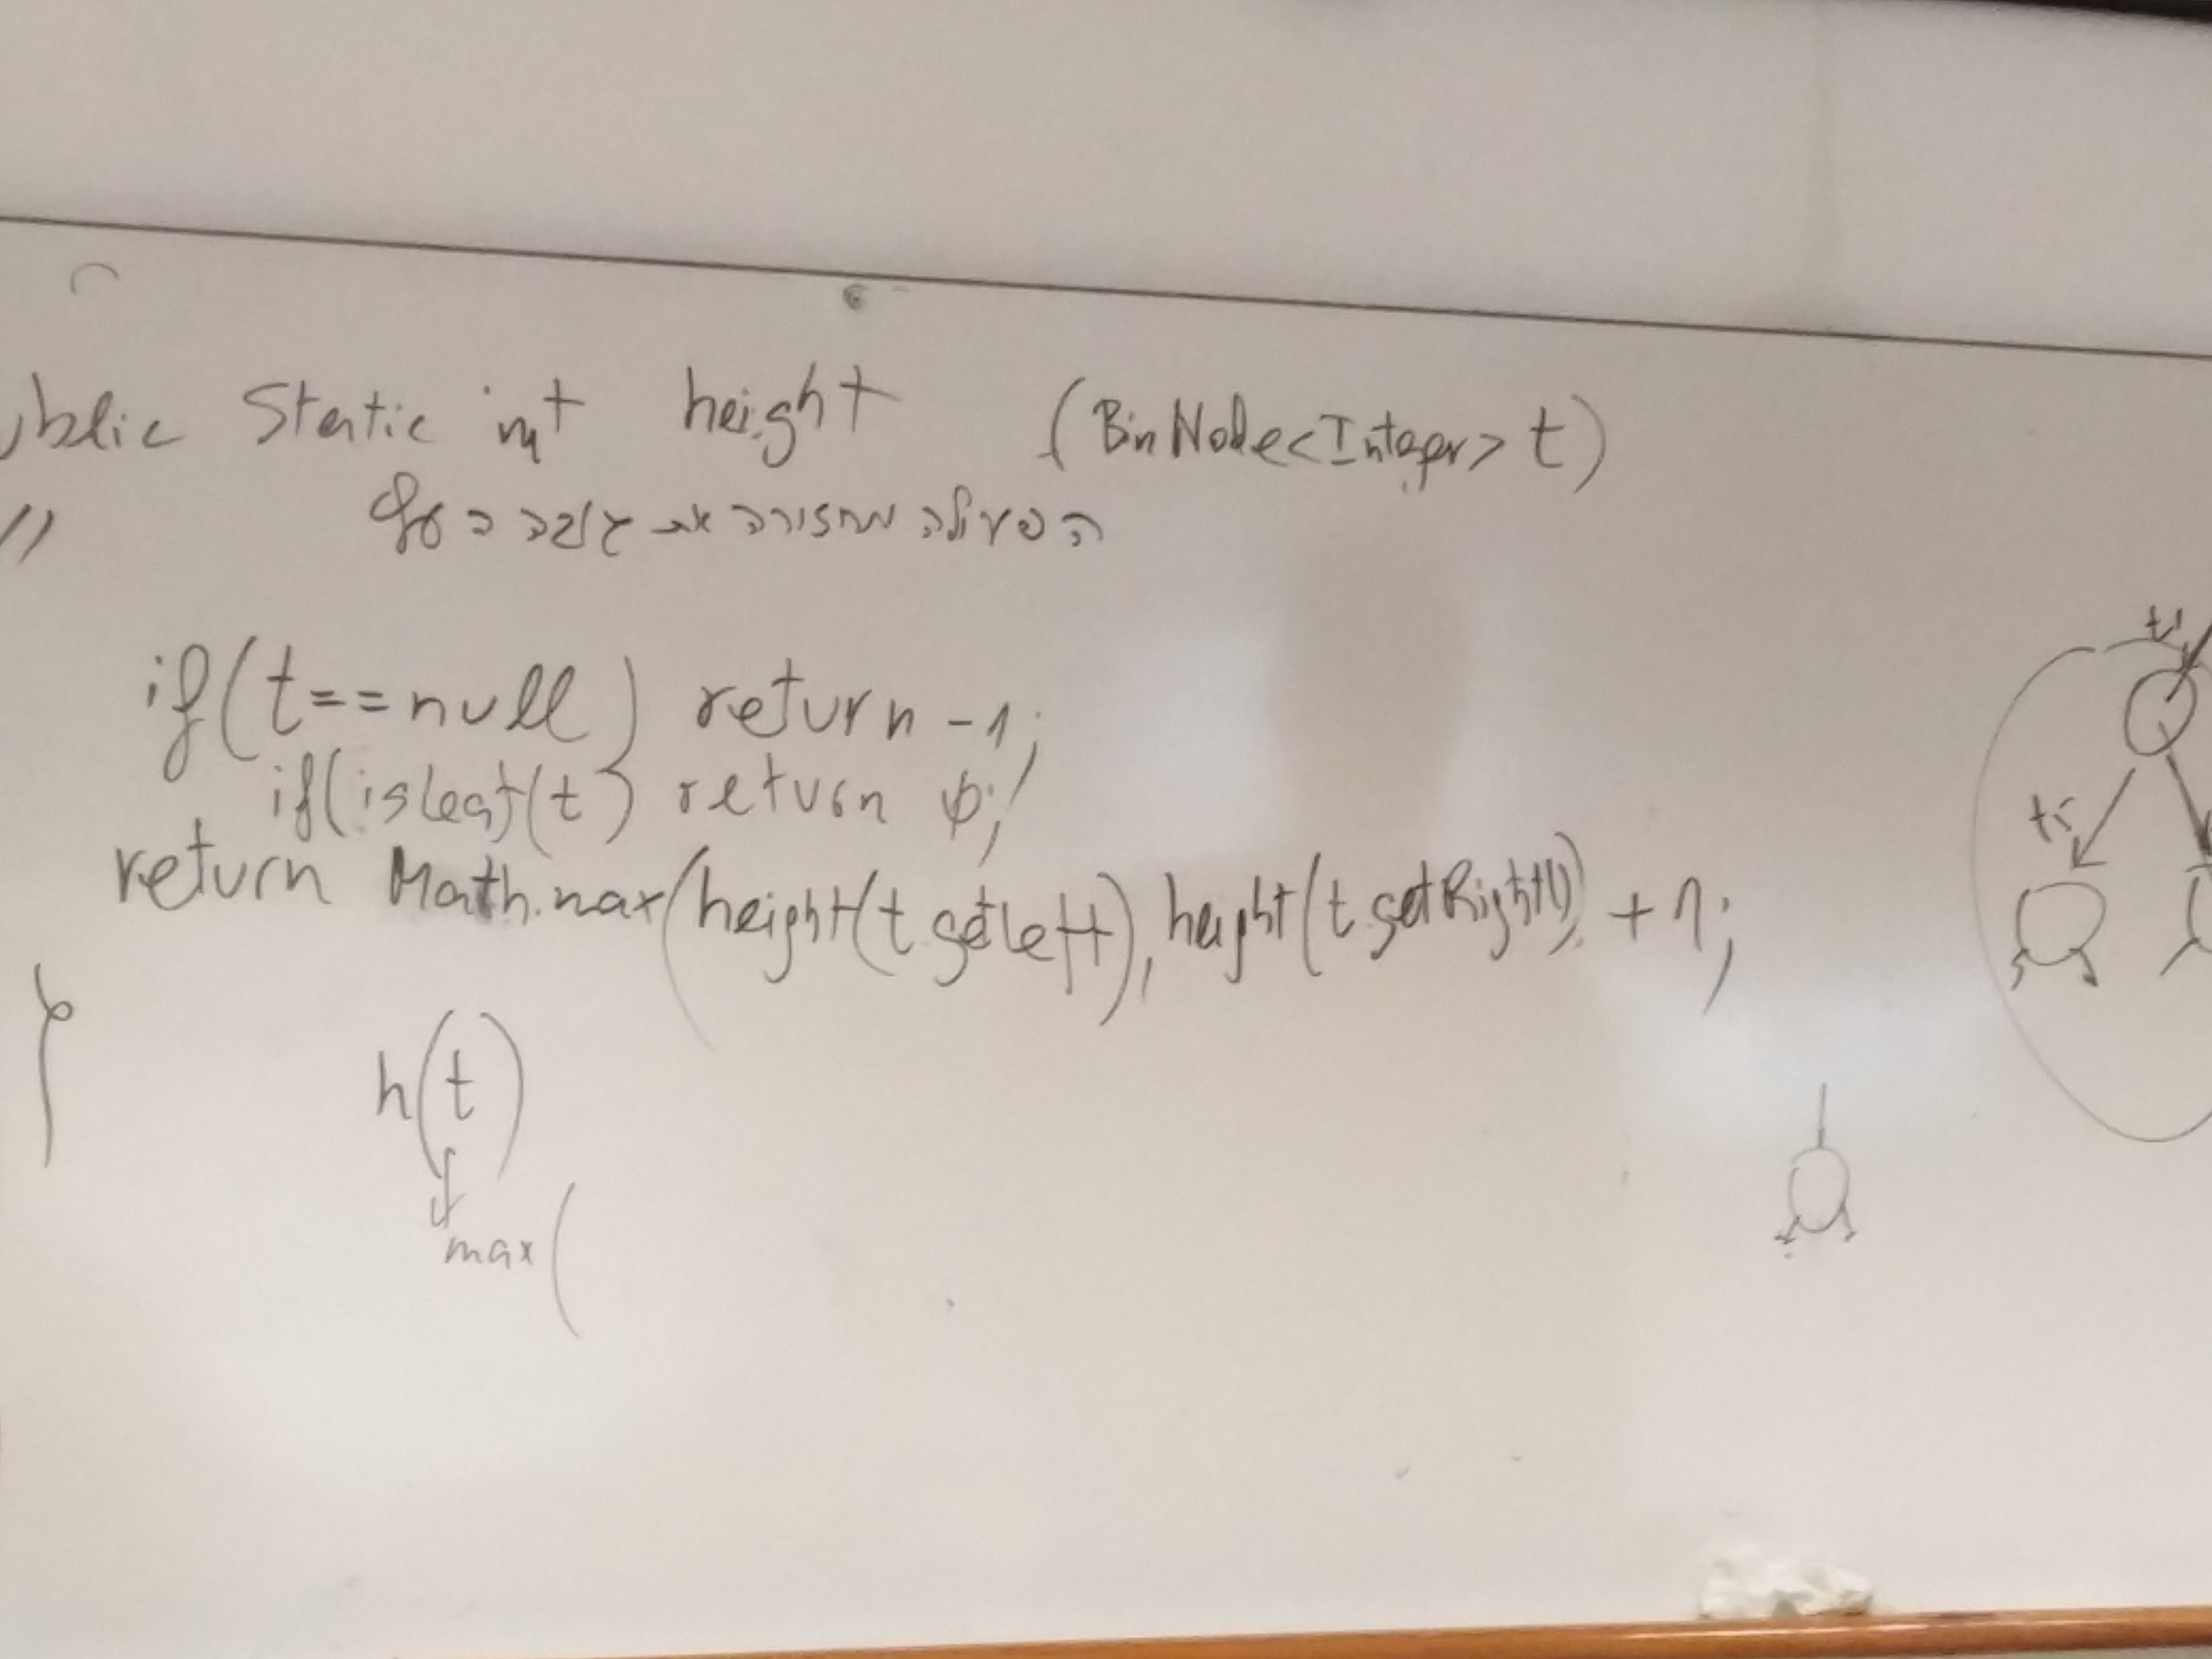 ublic static int height (BinNode<Integer> t)
// הפעולה מחזירה את גובה העץ
if(t==null) return -1;
if(isLeaf(t) return 0;
return Math.max(height(t.getLeft), height(t.getRight()) + 1;
}
h(t)
max(
t1